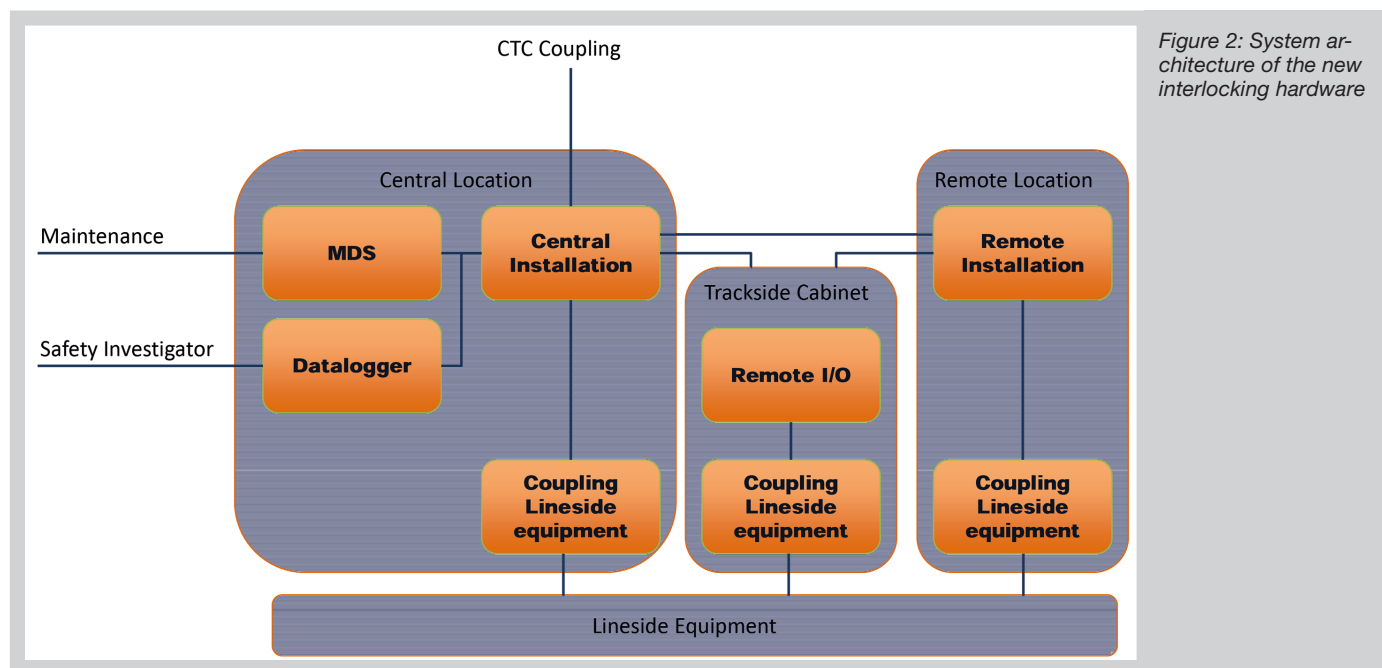 CTC Coupling
Figure 2: System ar-
chitecture of the new
interlocking hardware
Central Location
Remote Location
Maintenance
MDS
Central
Installation
Remote
Installation
Trackside Cabinet
Safety Investigator
Datalogger
Remote I/O
Coupling
Lineside
equipment
Coupling
Lineside
equipment
Coupling
Lineside
equipment
Lineside Equipment